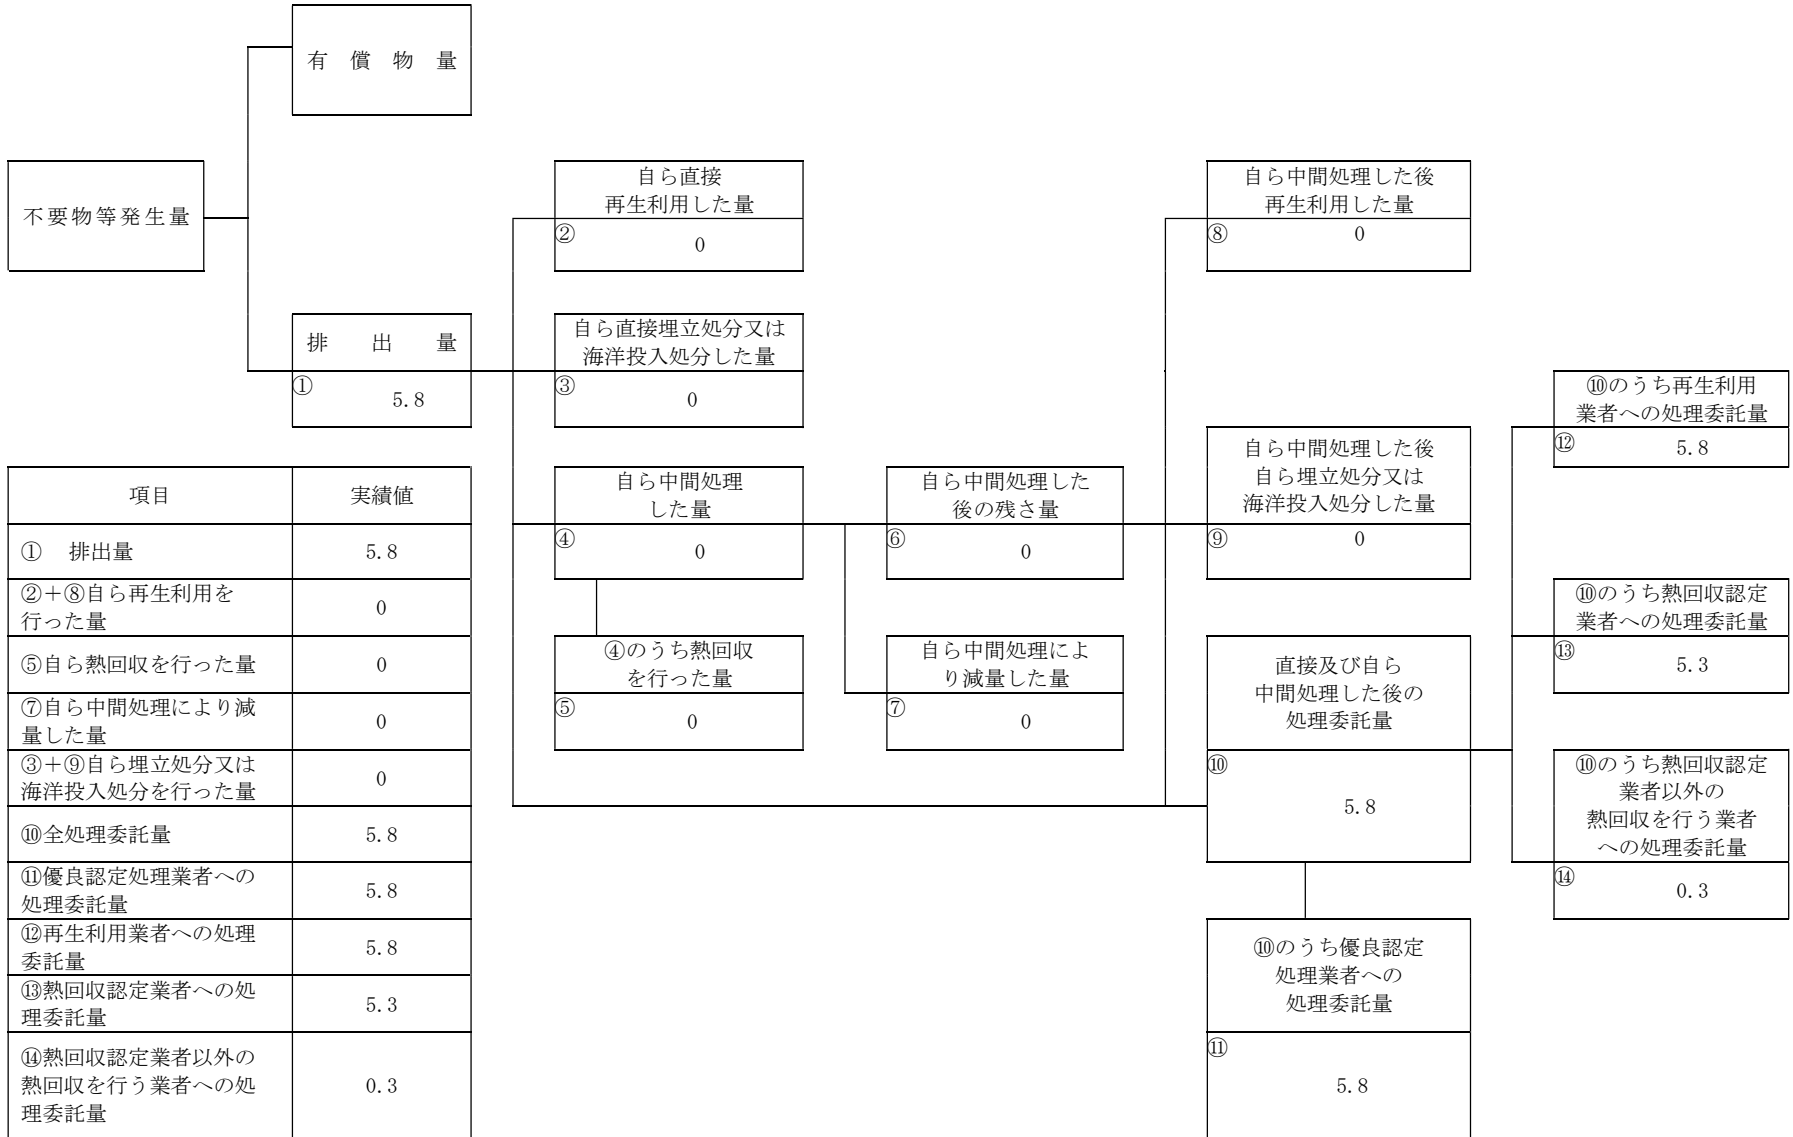 有　償　物　量
不要物等発生量
自ら直接
再生利用した量
②
0
自ら中間処理した後
再生利用した量
⑧
0
排　出　量
①
5.8
自ら直接埋立処分又は
海洋投入処分した量
③
0
⑩のうち再生利用
業者への処理委託量
⑫
5.8
自ら中間処理
した量
④
0
自ら中間処理した
後の残さ量
⑥
0
自ら中間処理した後
自ら埋立処分又は
海洋投入処分した量
⑨
0
⑩のうち熱回収認定
業者への処理委託量
⑬
5.3
④のうち熱回収
を行った量
⑤
0
自ら中間処理によ
り減量した量
⑦
0
直接及び自ら
中間処理した後の
処理委託量
⑩
5.8
⑩のうち熱回収認定
業者以外の
熱回収を行う業者
への処理委託量
⑭
0.3
⑩のうち優良認定
処理業者への
処理委託量
⑪
5.8
項目　実績値
①　排出量　5.8
②＋⑧自ら再生利用を
行った量　0
⑤自ら熱回収を行った量　0
⑦自ら中間処理により減
量した量　0
③＋⑨自ら埋立処分又は
海洋投入処分を行った量　0
⑩全処理委託量　5.8
⑪優良認定処理業者への
処理委託量　5.8
⑫再生利用業者への処理
委託量　5.8
⑬熱回収認定業者への処
理委託量　5.3
⑭熱回収認定業者以外の
熱回収を行う業者への処
理委託量　0.3